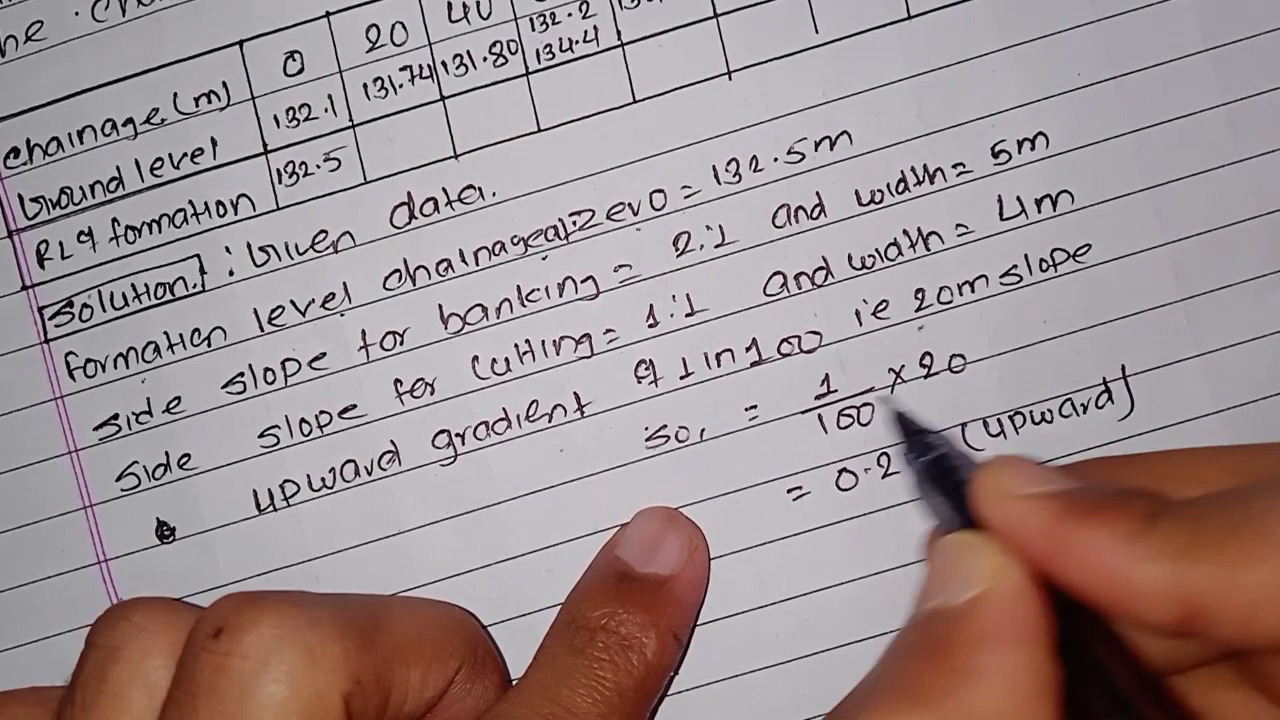 chainage (m) 0 20 40
Ground level 132.1 131.74 131.80 132.2 134.4
RL of formation 132.5
Solution: Given data.
formation level chainage at zero = 132.5m
side slope for banking = 2:1 and width = 5m
side slope for cutting = 1:1 and width = 4m
upward gradient of 1 in 100 ie 20m slope
so, = 1/100 × 20
= 0.2 (upward)